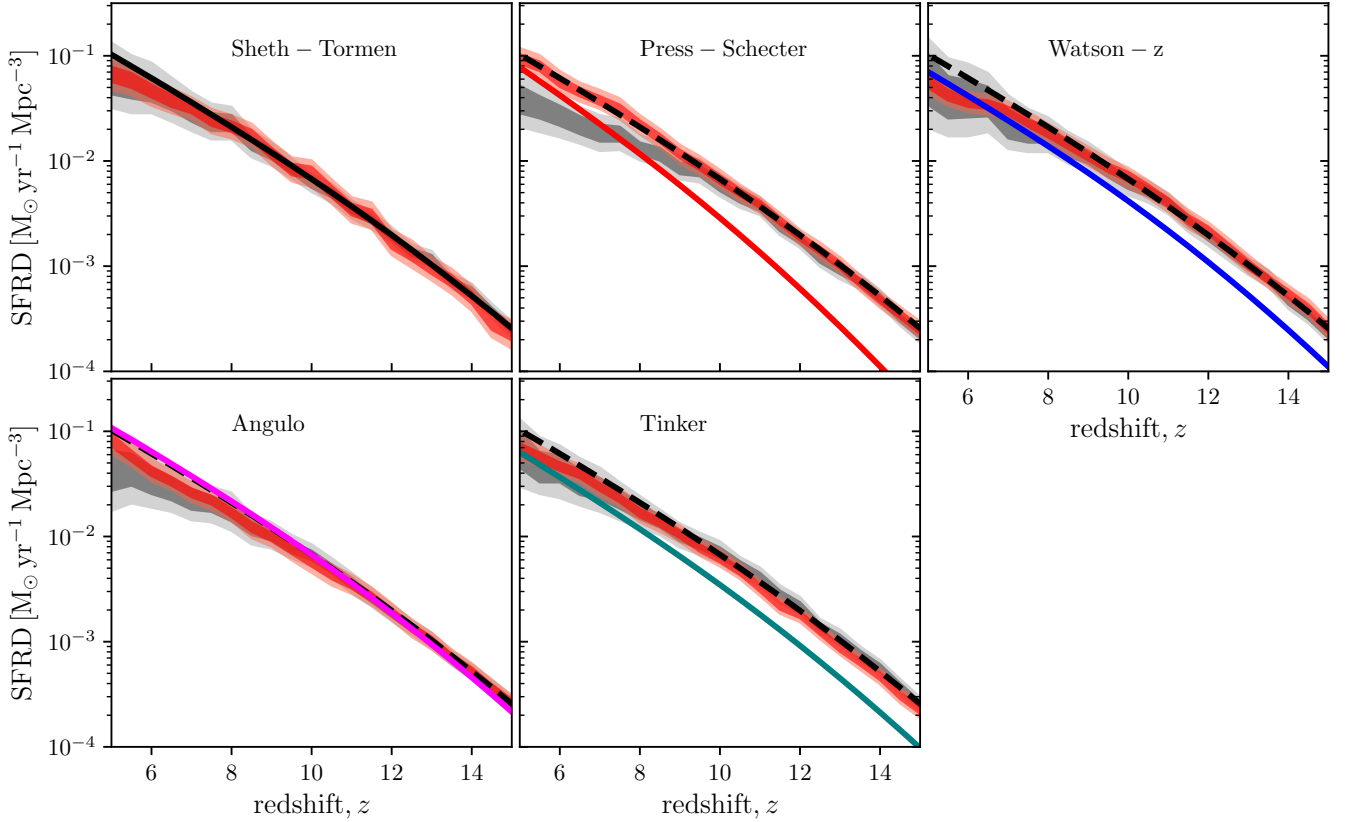 Sheth – Tormen
Press – Schecter
Watson – z
SFRD [M⊙ yr⁻¹ Mpc⁻³]
10⁻¹
10⁻²
10⁻³
10⁻⁴
6 8 10 12 14
redshift, z
Angulo
Tinker
SFRD [M⊙ yr⁻¹ Mpc⁻³]
10⁻¹
10⁻²
10⁻³
10⁻⁴
6 8 10 12 14
6 8 10 12 14
redshift, z
redshift, z